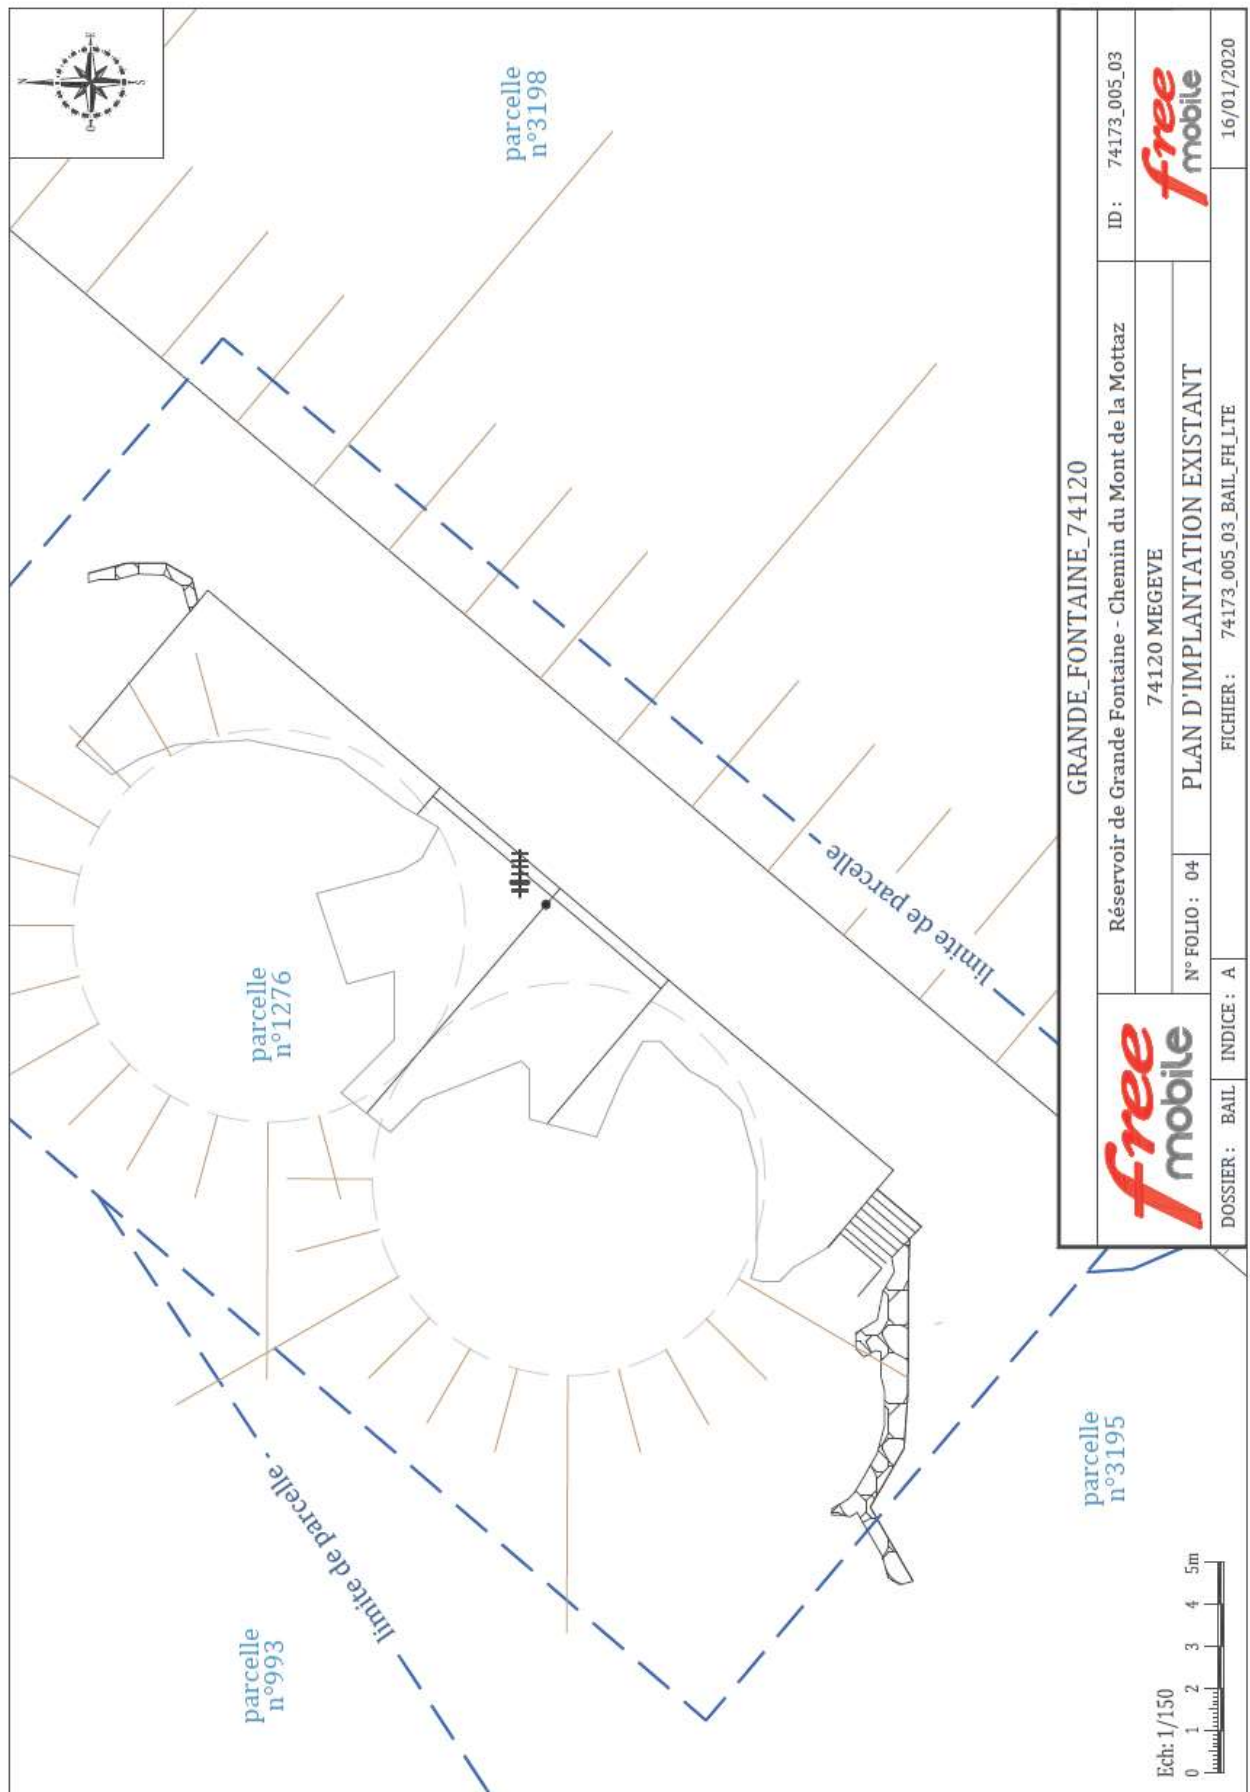 N
E
S
O
parcelle
n°3198
parcelle
n°1276
parcelle
n°993
parcelle
n°3195
limite de parcelle
limite de parcelle
Ech: 1/150
0 1 2 3 4 5m
GRANDE_FONTAINE_74120
Réservoir de Grande Fontaine - Chemin du Mont de la Mottaz
ID : 74173_005_03
74120 MEGEVE
free
mobile
free
mobile
N° FOLIO : 04
PLAN D'IMPLANTATION EXISTANT
DOSSIER : BAIL
INDICE : A
FICHIER : 74173_005_03_BAIL_FH_LTE
16/01/2020